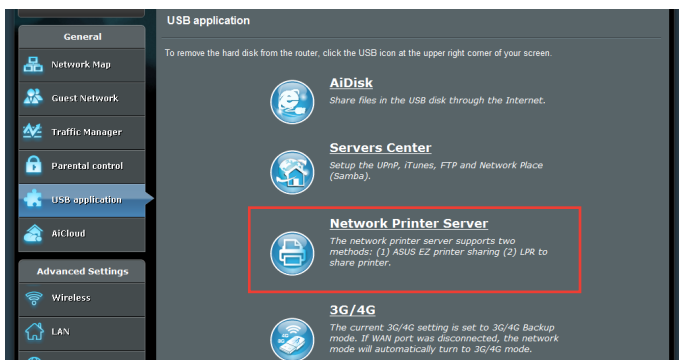 USB application
General
To remove the hard disk from the router, click the USB icon at the upper right corner of your screen.
Network Map
Guest Network
Traffic Manager
Parental control
USB application
AiCloud
Advanced Settings
Wireless
LAN
AiDisk
Share files in the USB disk through the Internet.
Servers Center
Setup the UPnP, iTunes, FTP and Network Place
(Samba).
Network Printer Server
The network printer server supports two
methods: (1) ASUS EZ printer sharing (2) LPR to
share printer.
3G/4G
The current 3G/4G setting is set to 3G/4G Backup
mode. If WAN port was disconnected, the network
mode will automatically turn to 3G/4G mode.